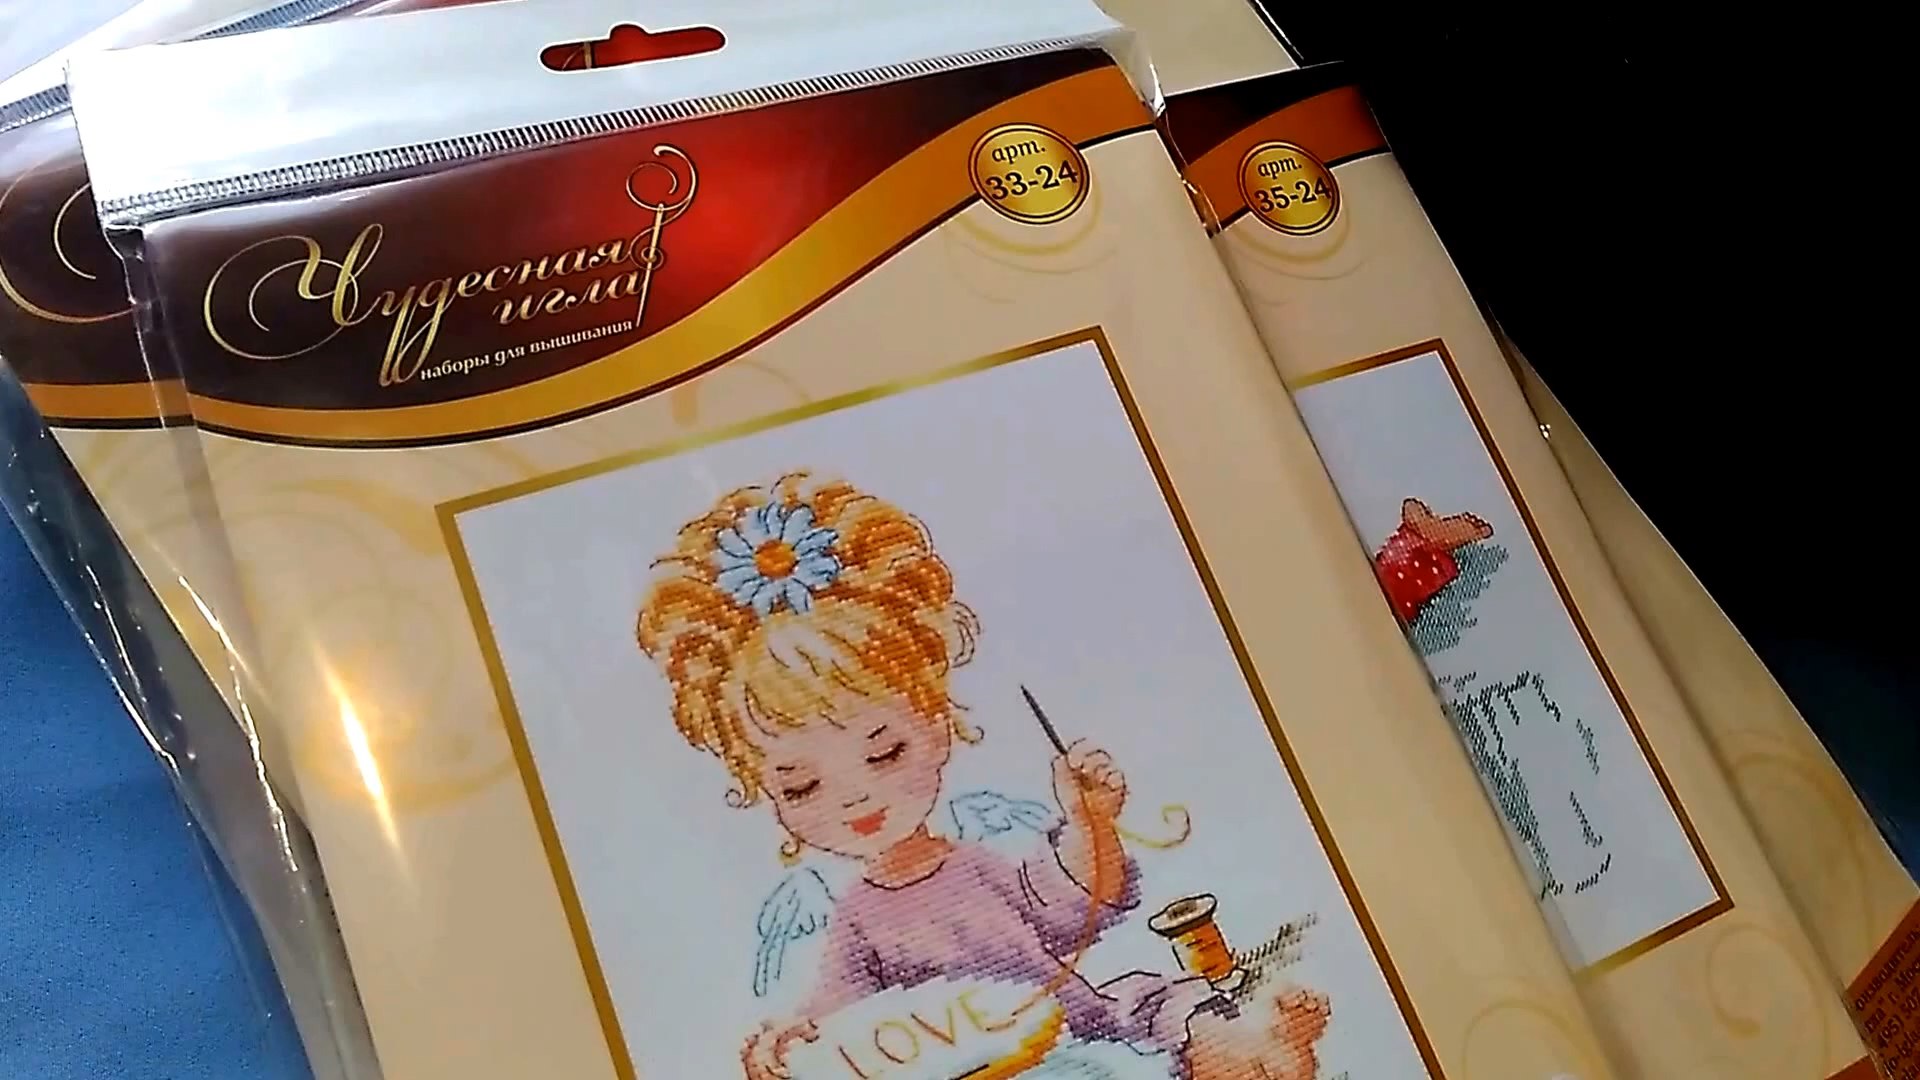 Чудесная
игла
наборы для вышивания
арт.
33-24
арт.
35-24
LOVE